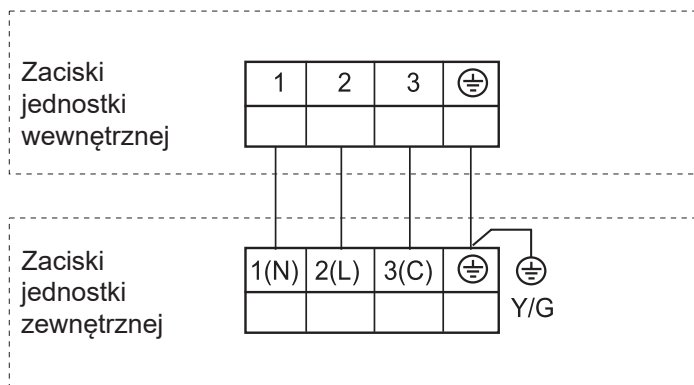 Zaciski
jednostki
wewnętrznej
1 2 3
Zaciski
jednostki
zewnętrznej
1(N) 2(L) 3(C)
Y/G